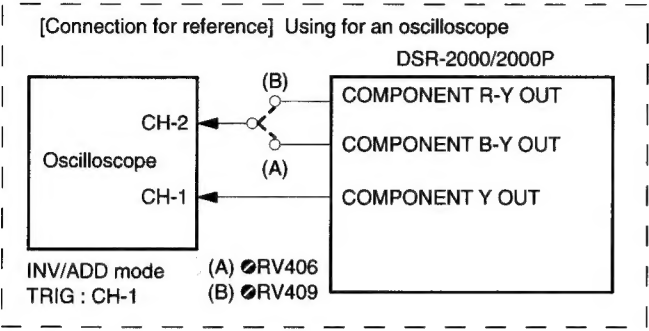 [Connection for reference] Using for an oscilloscope
DSR-2000/2000P
(B)
COMPONENT R-Y OUT
CH-2
COMPONENT B-Y OUT
Oscilloscope
(A)
CH-1
COMPONENT Y OUT
INV/ADD mode
(A) ⊘RV406
TRIG : CH-1
(B) ⊘RV409